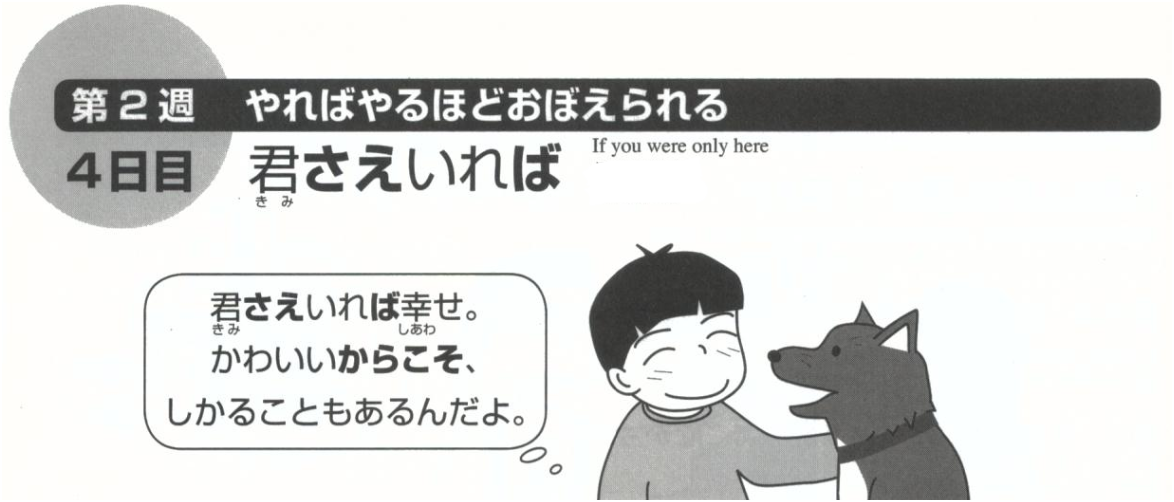 第2週 やればやるほどおぼえられる
4日目 君さえいれば
きみ
If you were only here
君さえいれば幸せ。
きみ しあわ
かわいいからこそ、
しかることもあるんだよ。